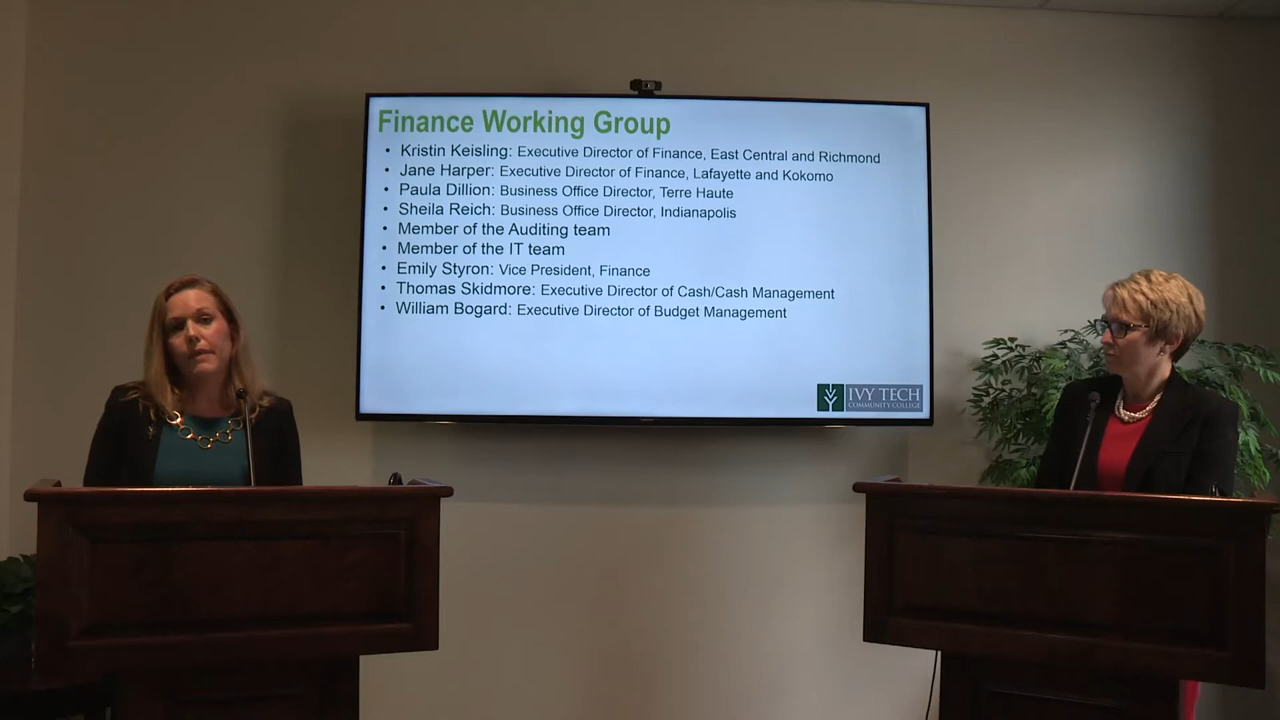 Finance Working Group
• Kristin Keisling: Executive Director of Finance, East Central and Richmond
• Jane Harper: Executive Director of Finance, Lafayette and Kokomo
• Paula Dillion: Business Office Director, Terre Haute
• Sheila Reich: Business Office Director, Indianapolis
• Member of the Auditing team
• Member of the IT team
• Emily Styron: Vice President, Finance
• Thomas Skidmore: Executive Director of Cash/Cash Management
• William Bogard: Executive Director of Budget Management
IVY TECH
COMMUNITY COLLEGE